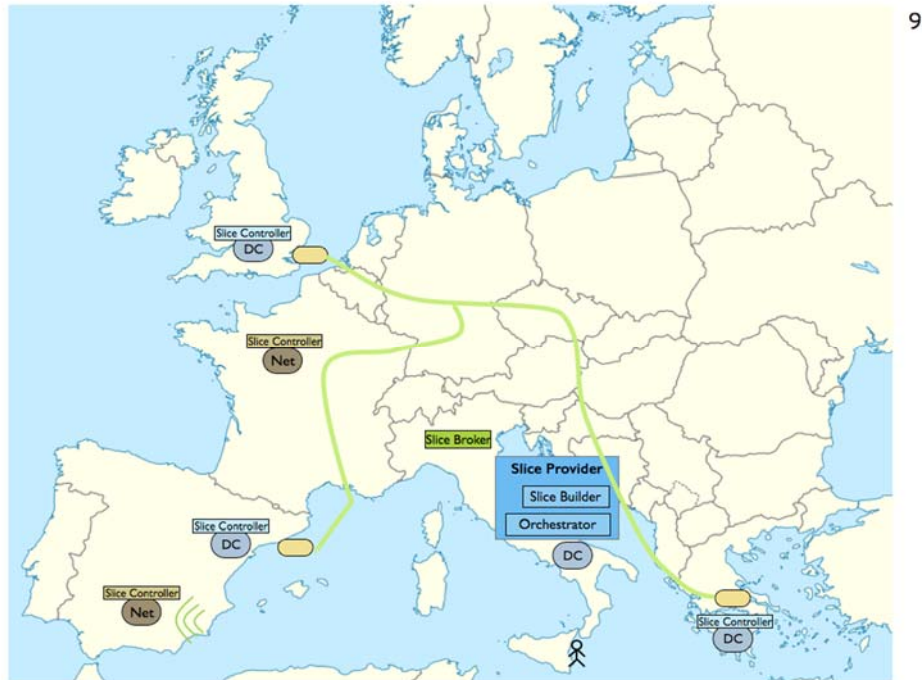 9
Slice Controller
DC
Slice Controller
Net
Slice Broker
Slice Provider
Slice Builder
Orchestrator
DC
Slice Controller
DC
Slice Controller
Net
Slice Controller
DC